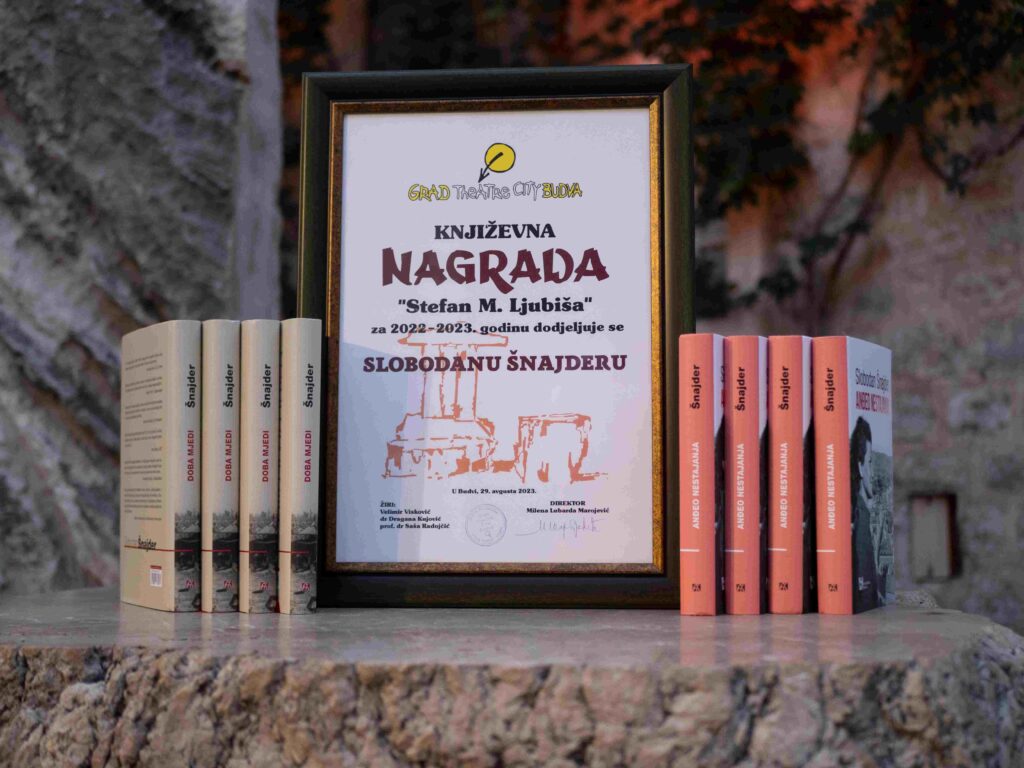 GRAD THEATRE CITY BUDVA
KNJIŽEVNA
NAGRADA
"Stefan M. Ljubiša"
za 2022-2023. godinu dodjeljuje se
SLOBODANU ŠNAJDERU
U Budvi, 29. avgusta 2023.
ŽIRI:
Velimir Visković
dr Dragana Kujović
prof. dr Saša Radojčić
DIREKTOR
Milena Lubarda Marojević
Šnajder
Šnajder DOBA MJEDI
Šnajder DOBA MJEDI
Šnajder DOBA MJEDI
Šnajder DOBA MJEDI
Šnajder ANĐEO NESTAJANJA
Šnajder ANĐEO NESTAJANJA
Šnajder ANĐEO NESTAJANJA
Šnajder ANĐEO NESTAJANJA
Slobodan Šnajder
ANĐEO